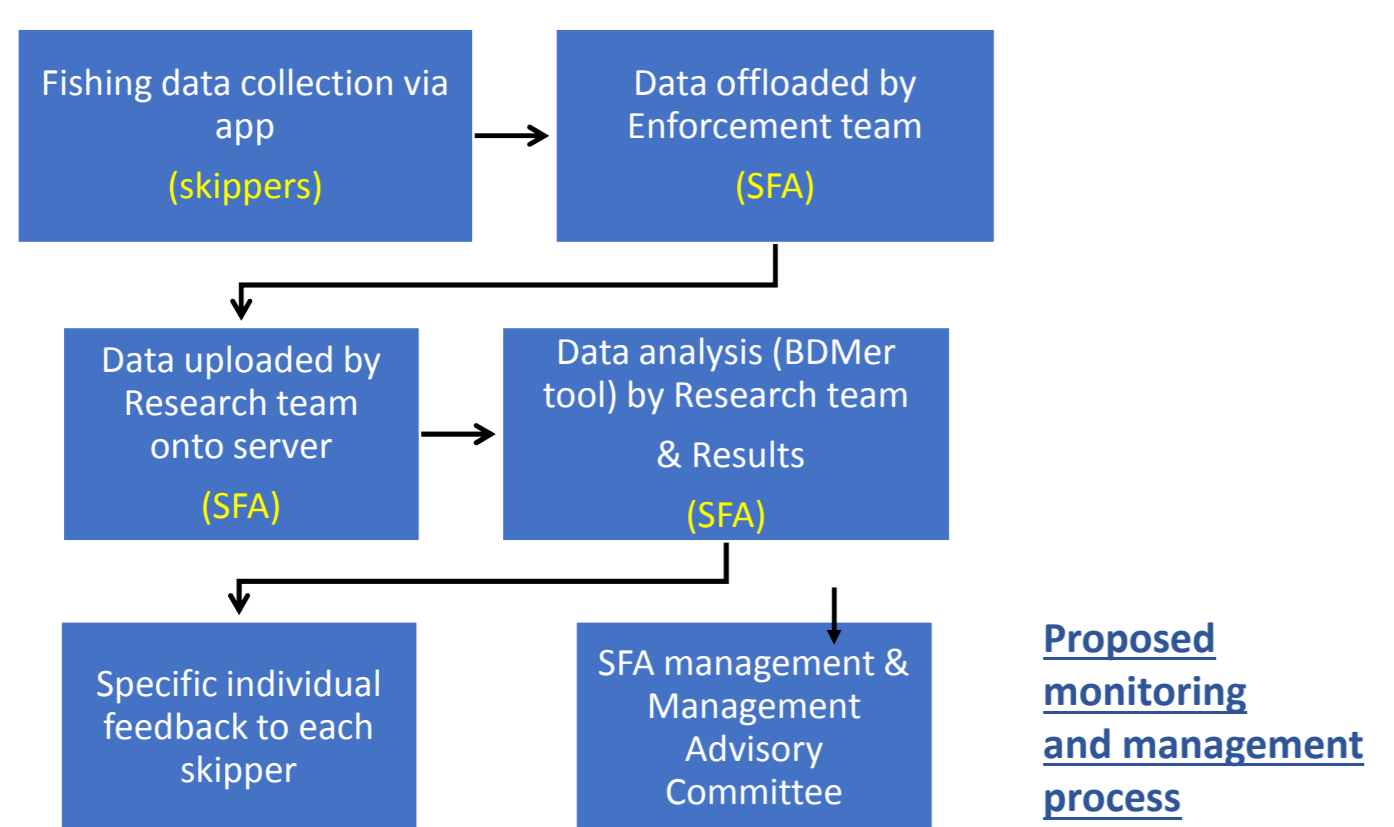 Fishing data collection via
app
(skippers)
Data offloaded by
Enforcement team
(SFA)
Data uploaded by
Research team
onto server
(SFA)
Data analysis (BDMer
tool) by Research team
& Results
(SFA)
Specific individual
feedback to each
skipper
SFA management &
Management
Advisory
Committee
Proposed
monitoring
and management
process